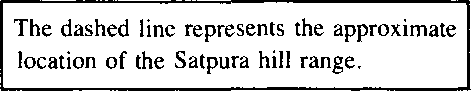 The dashed line represents the approximate
location of the Satpura hill range.